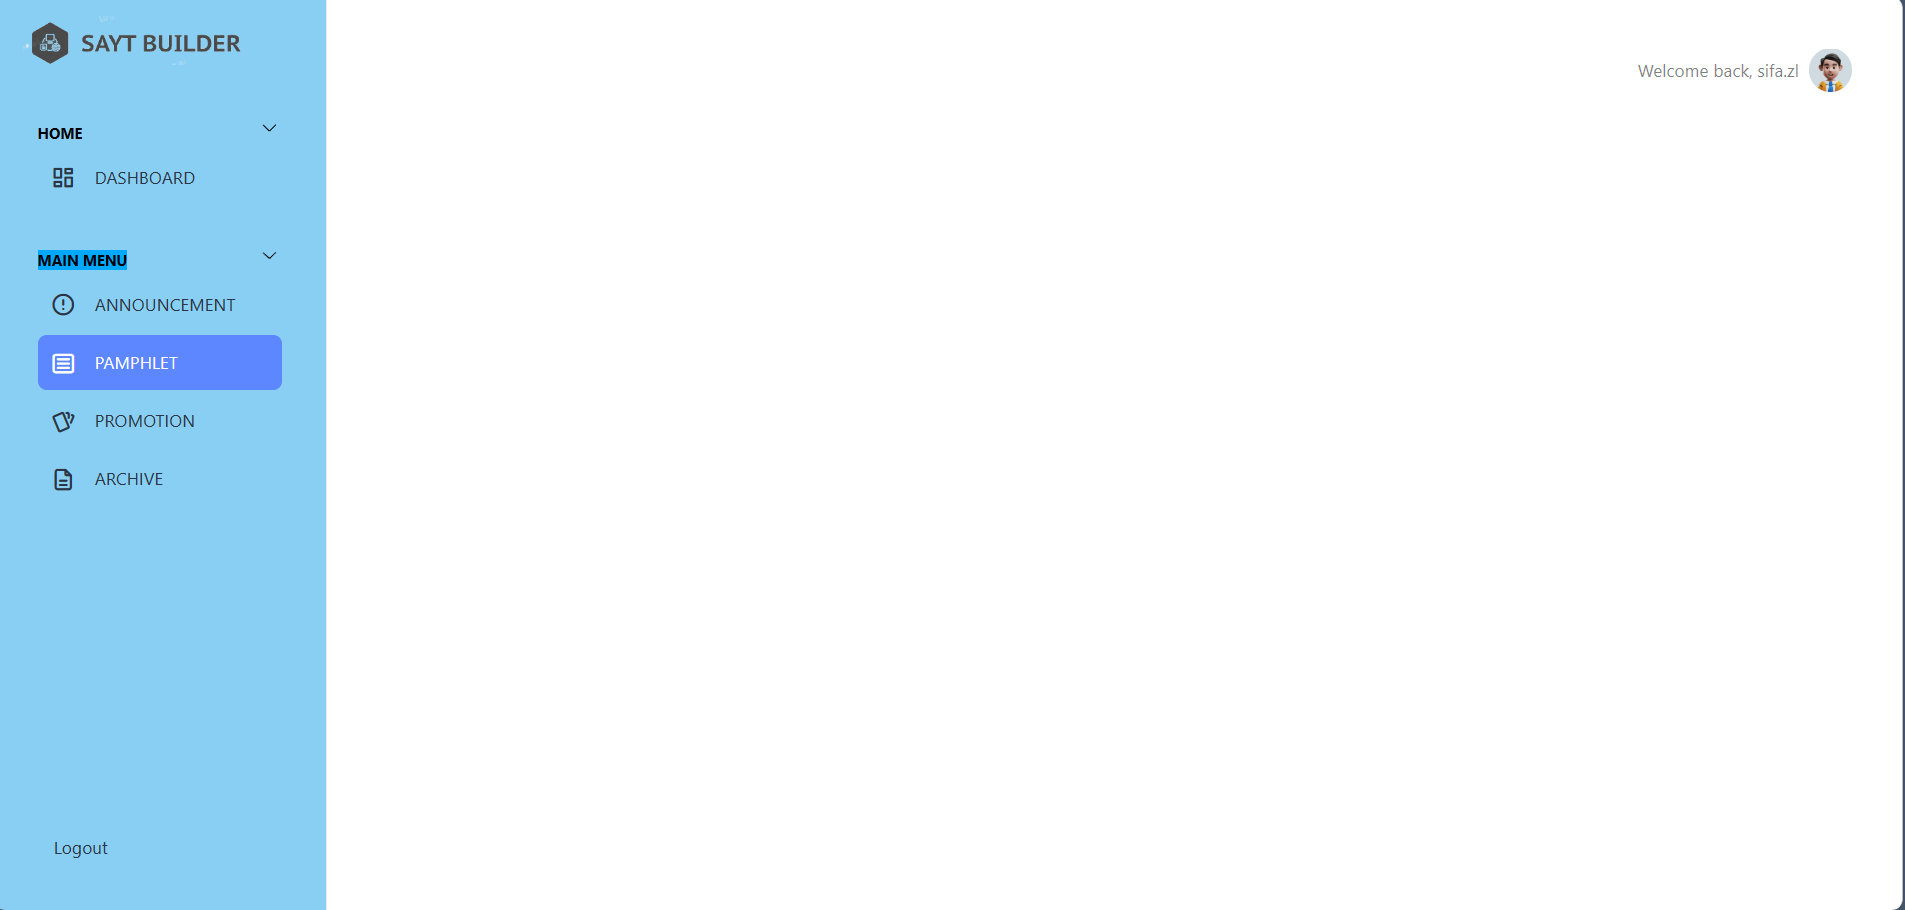 SAYT BUILDER
Welcome back, sifa.zl
HOME
DASHBOARD
MAIN MENU
ANNOUNCEMENT
PAMPHLET
PROMOTION
ARCHIVE
Logout